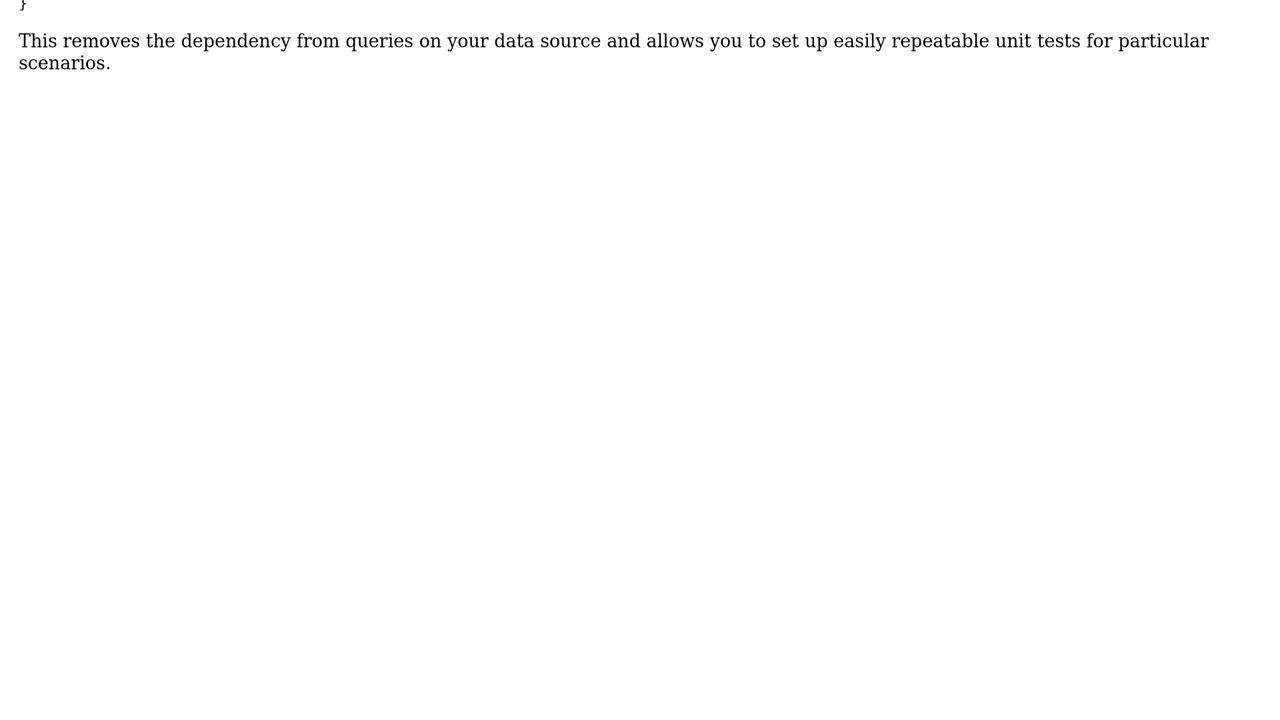 }
This removes the dependency from queries on your data source and allows you to set up easily repeatable unit tests for particular
scenarios.